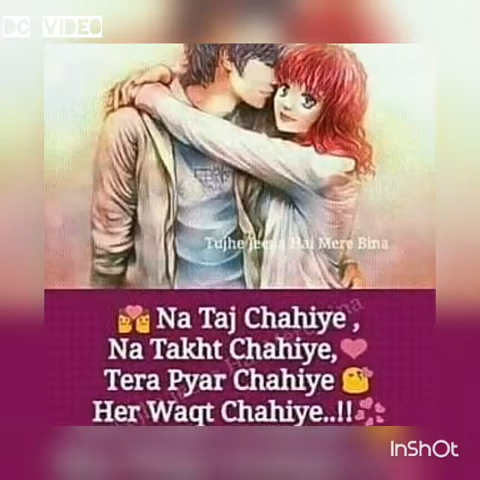 DC VIDEO
Tujhe Jeena Hai Mere Bina
💏 Na Taj Chahiye ,
Na Takht Chahiye,❤
Tera Pyar Chahiye 😘
Her Waqt Chahiye..!!💞
InShOt